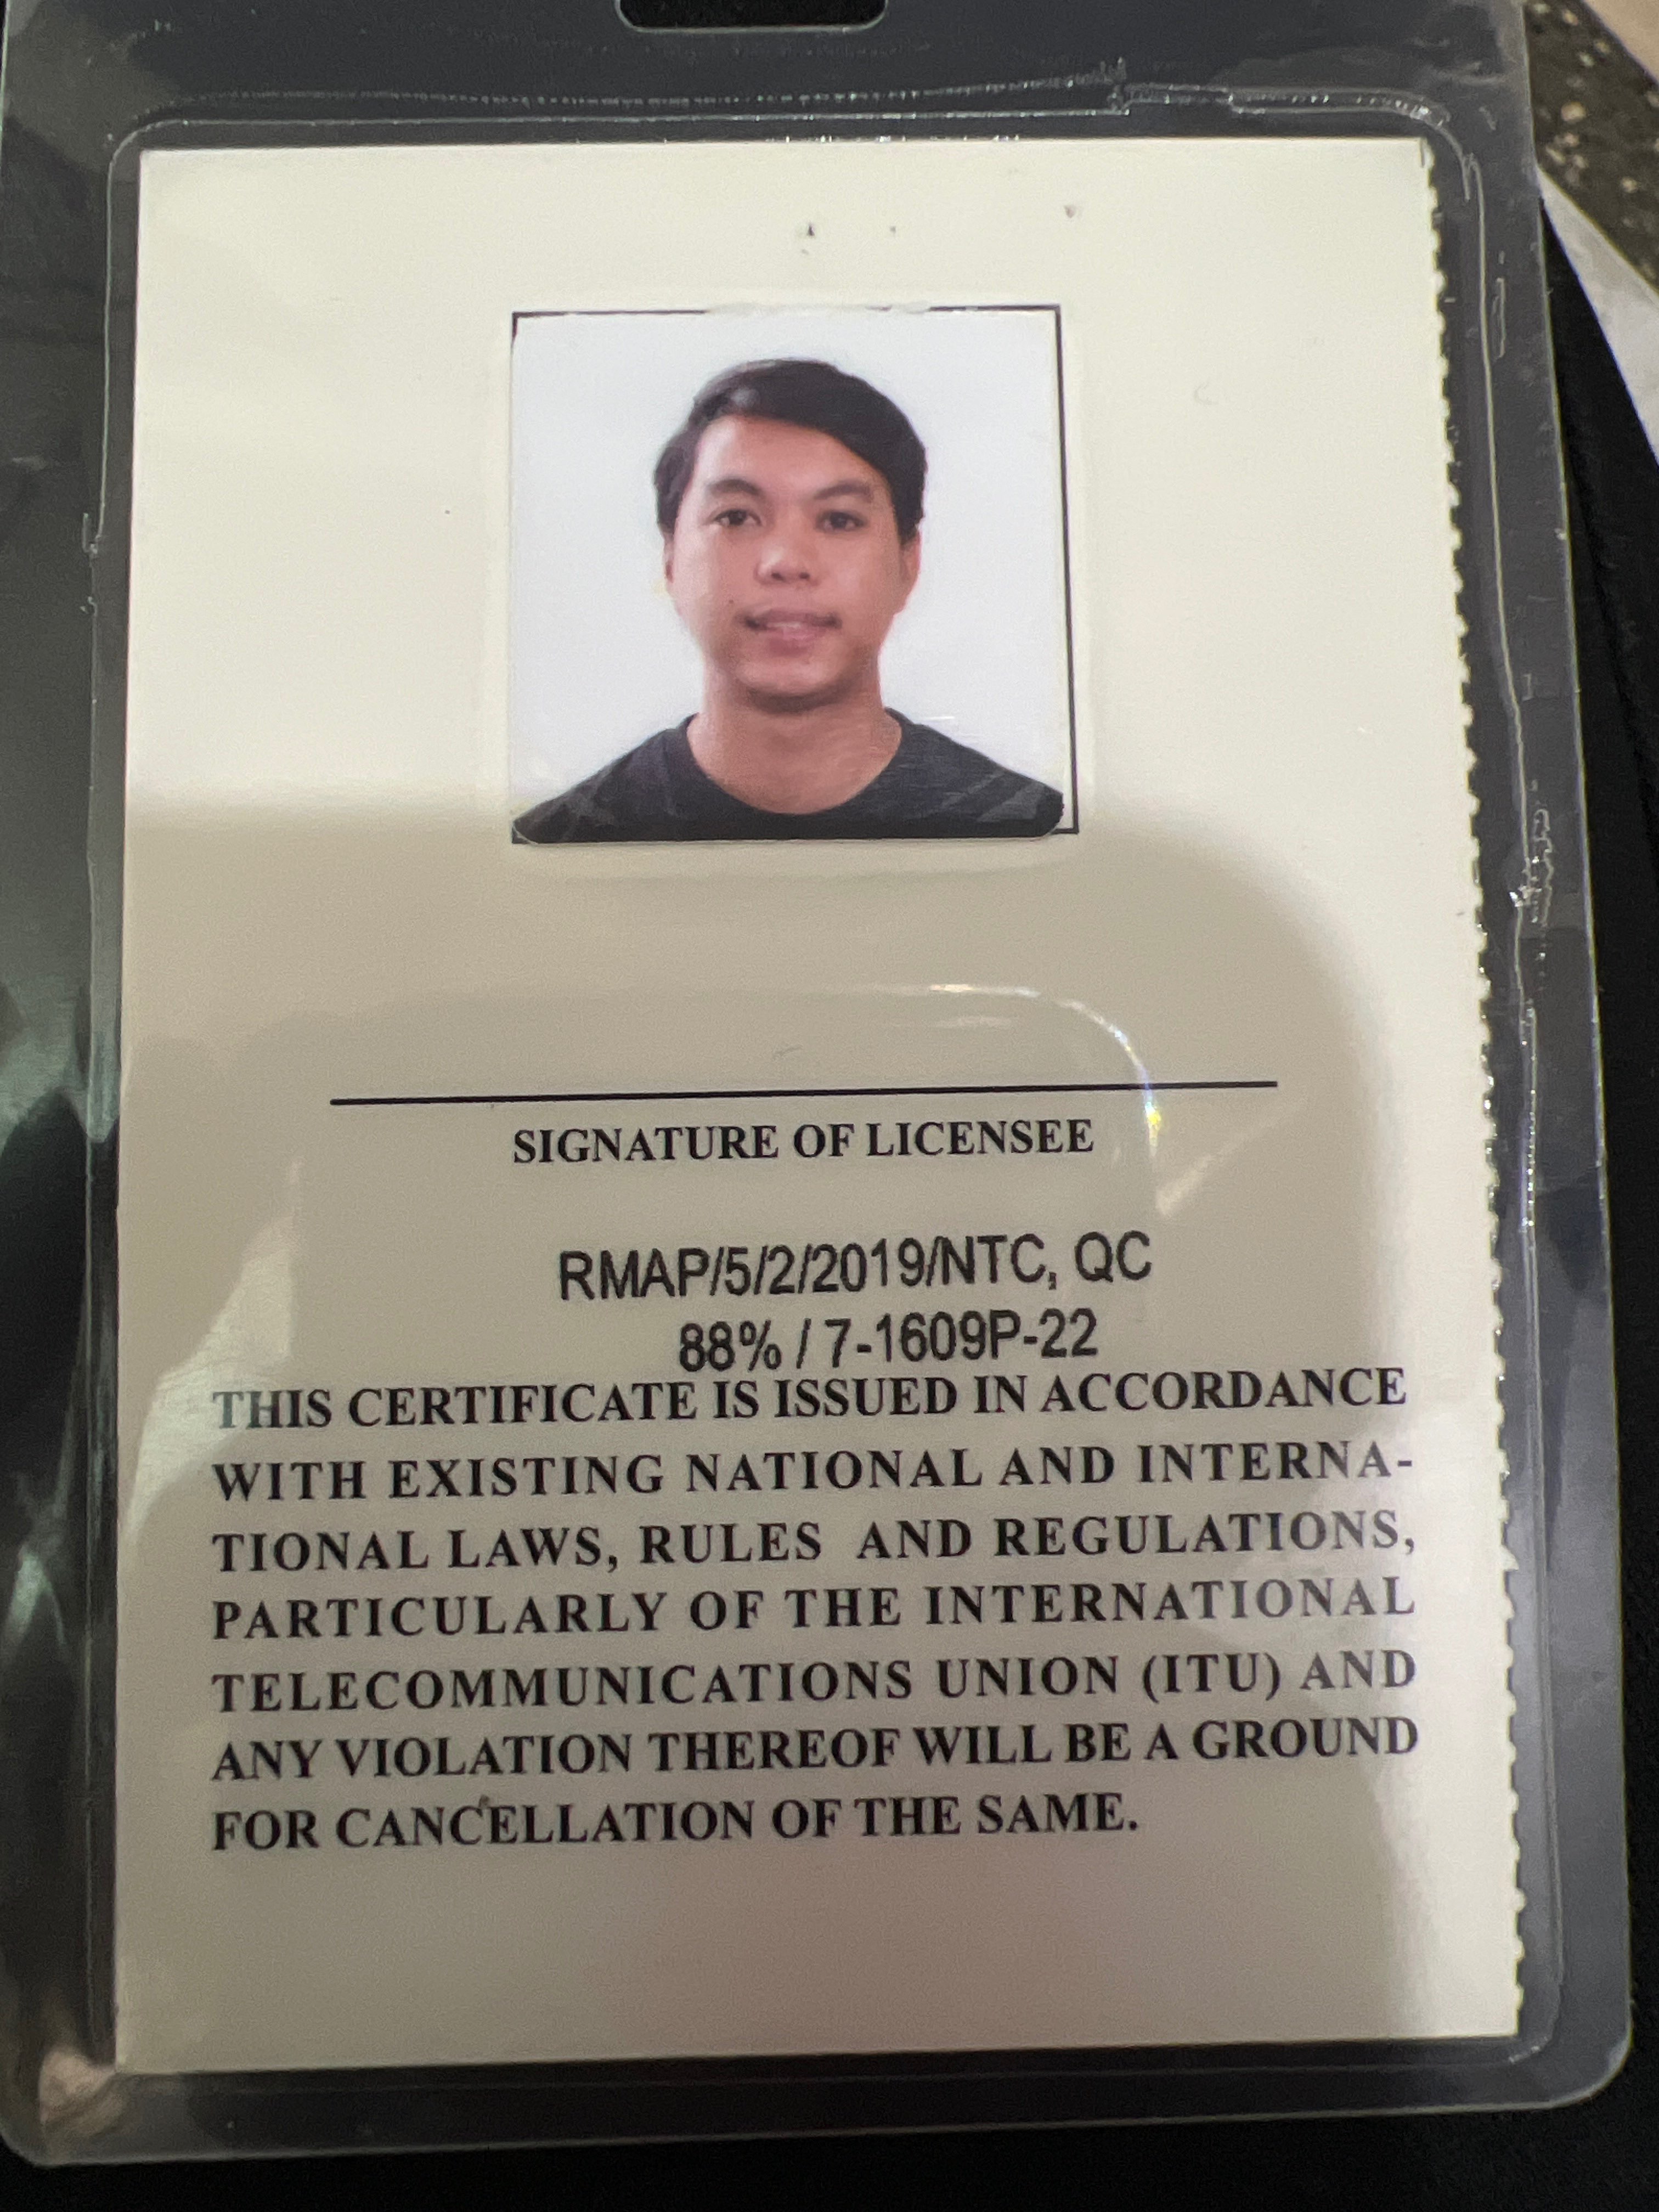 SIGNATURE OF LICENSEE
RMAP/5/2/2019/NTC, QC
88% / 7-1609P-22
THIS CERTIFICATE IS ISSUED IN ACCORDANCE
WITH EXISTING NATIONAL AND INTERNA-
TIONAL LAWS, RULES AND REGULATIONS,
PARTICULARLY OF THE INTERNATIONAL
TELECOMMUNICATIONS UNION (ITU) AND
ANY VIOLATION THEREOF WILL BE A GROUND
FOR CANCELLATION OF THE SAME.